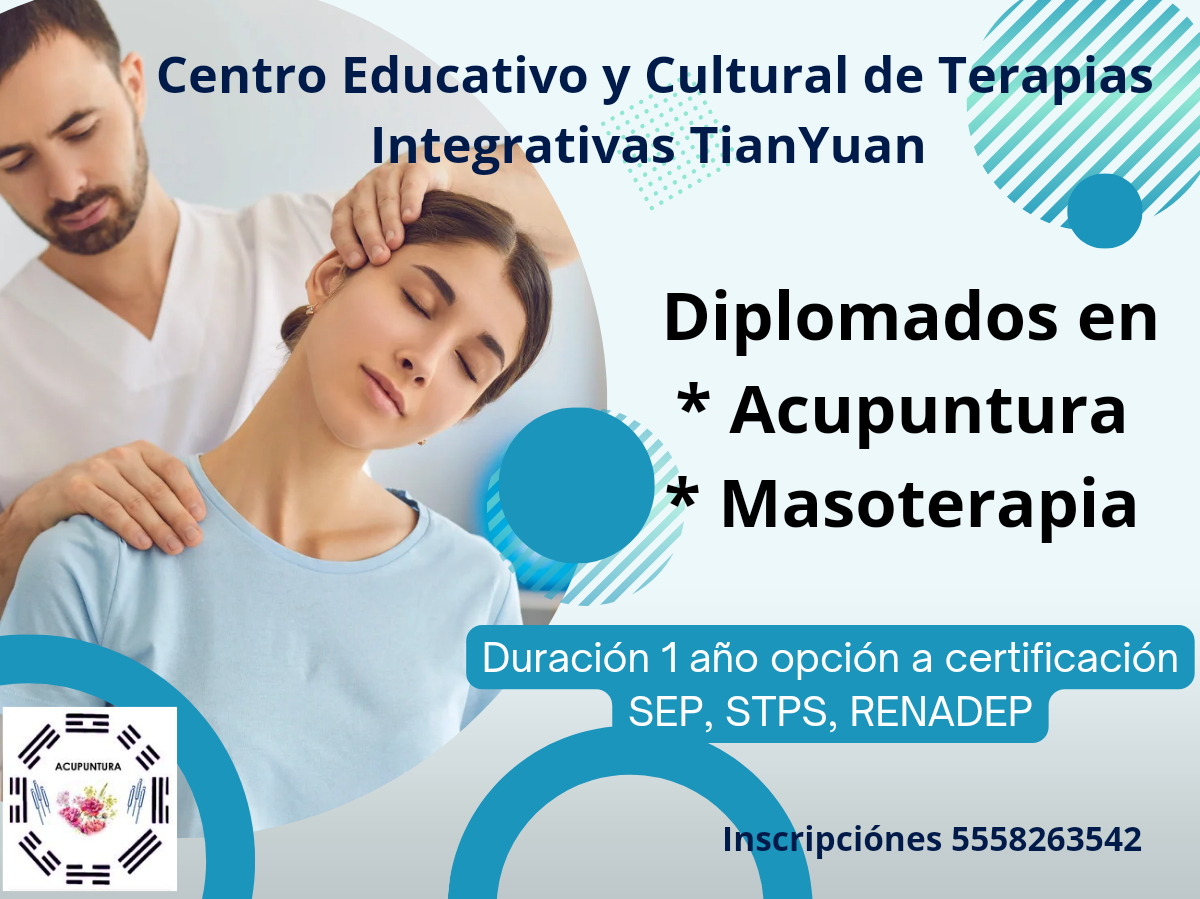 Centro Educativo y Cultural de Terapias
Integrativas TianYuan
Diplomados en
* Acupuntura
* Masoterapia
Duración 1 año opción a certificación
SEP, STPS, RENADEP
ACUPUNTURA
Inscripciónes 5558263542